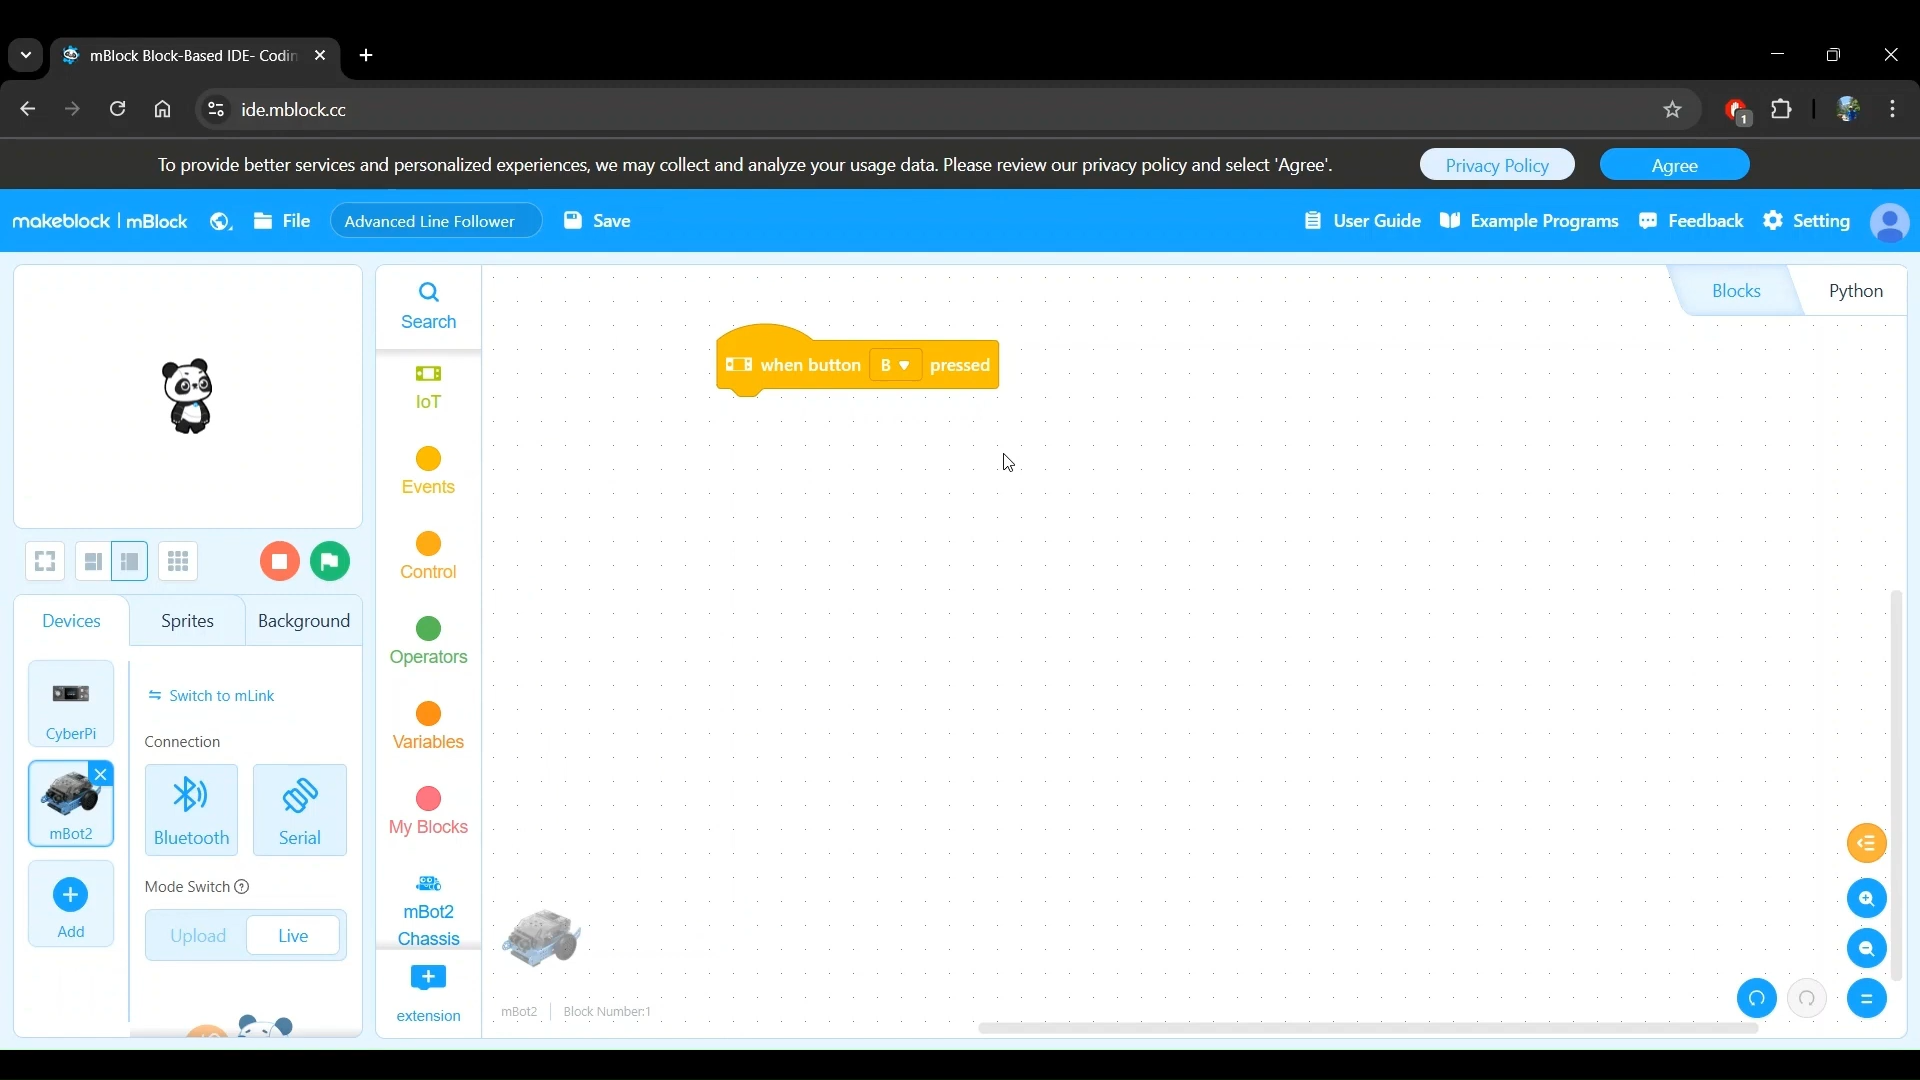 mBlock Block-Based IDE- Codin
ide.mblock.cc
1
To provide better services and personalized experiences, we may collect and analyze your usage data. Please review our privacy policy and select 'Agree'.
Privacy Policy
Agree
makeblock | mBlock
File
Advanced Line Follower
Save
User Guide
Example Programs
Feedback
Setting
Search
IoT
Events
Control
Operators
Variables
My Blocks
mBot2
Chassis
extension
when button B pressed
Blocks
Python
Devices
Sprites
Background
CyberPi
mBot2
Add
Switch to mLink
Connection
Bluetooth
Serial
Mode Switch
Upload
Live
mBot2
Block Number:1